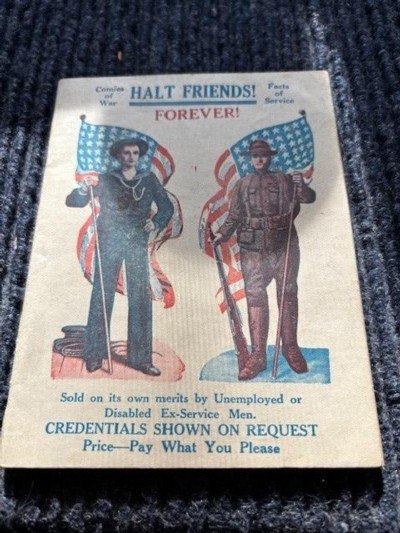 Comics of War
HALT FRIENDS!
Facts of Service
FOREVER!
Sold on its own merits by Unemployed or
Disabled Ex-Service Men.
CREDENTIALS SHOWN ON REQUEST
Price—Pay What You Please